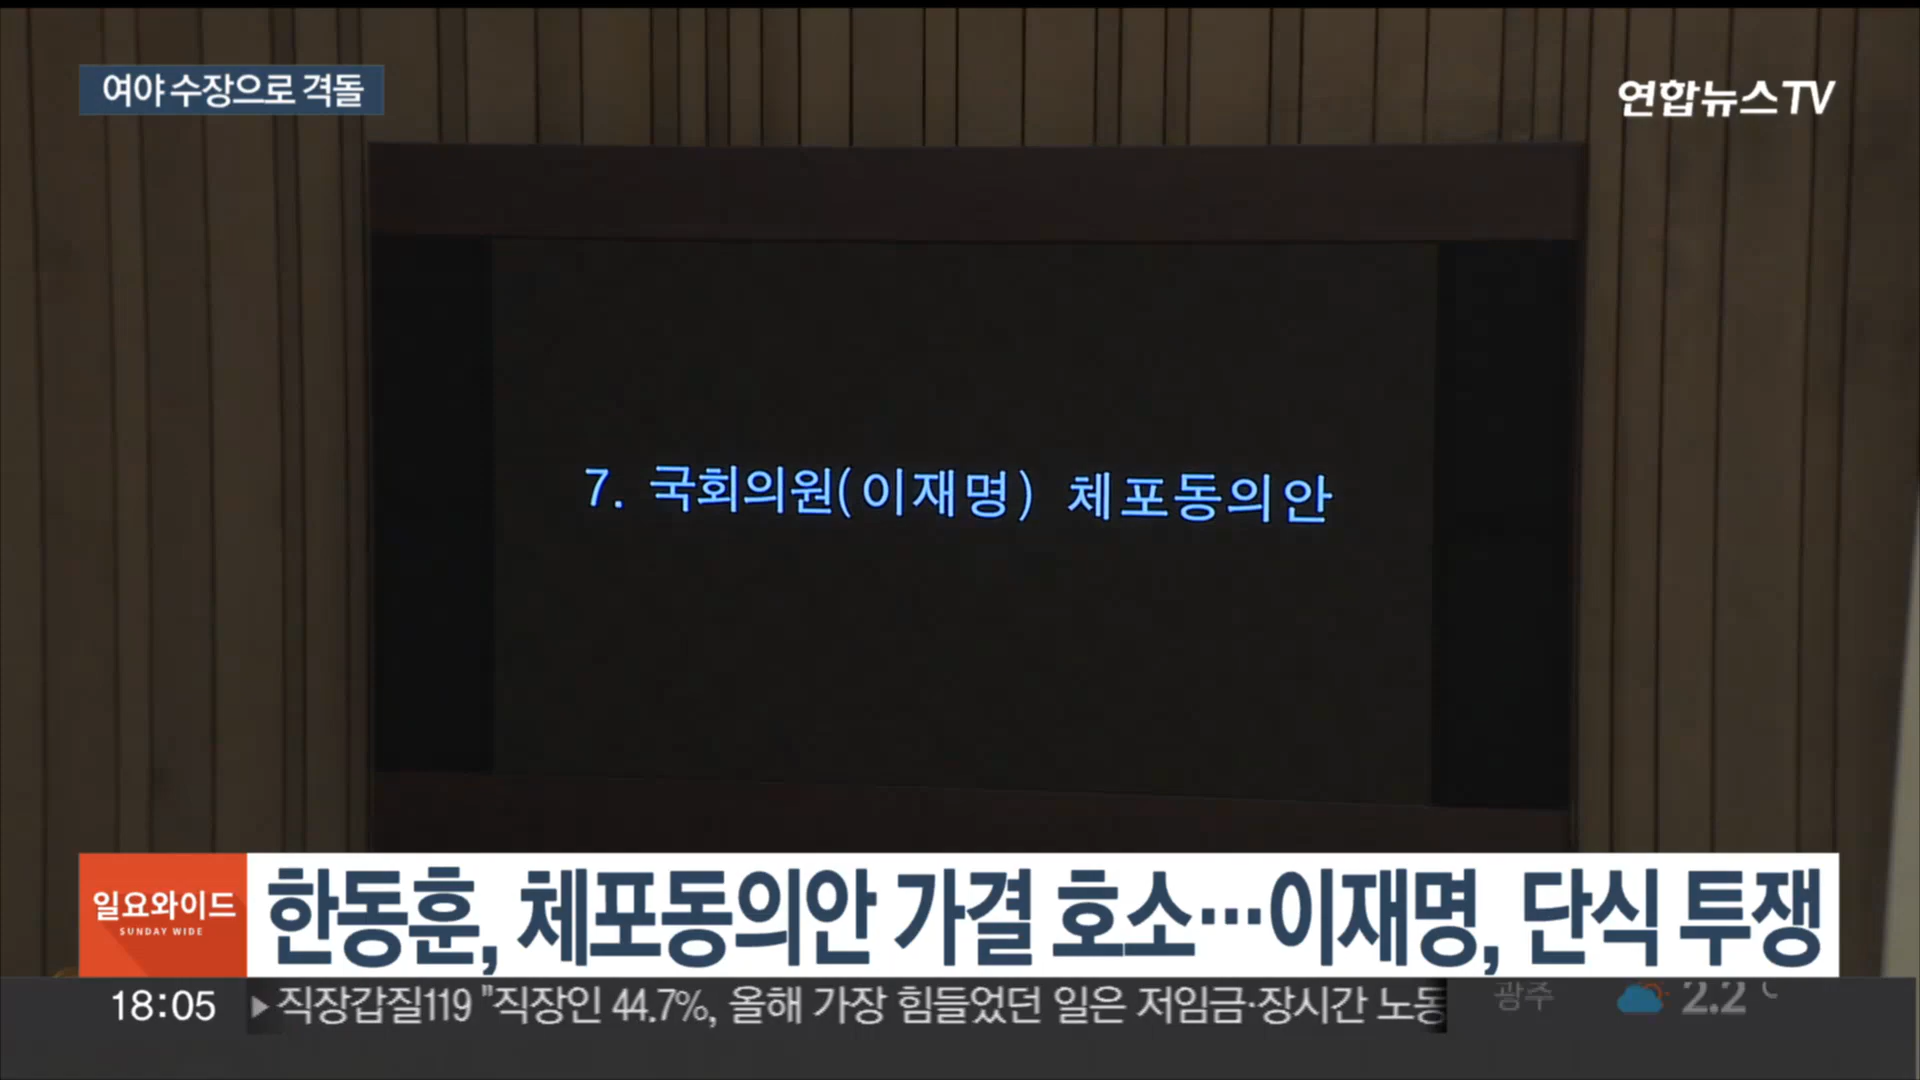 여야 수장으로 격돌
연합뉴스TV
7. 국회의원(이재명) 체포동의안
일요와이드
SUNDAY WIDE
한동훈, 체포동의안 가결 호소…이재명, 단식 투쟁
18:05
▶직장갑질119 "직장인 44.7%, 올해 가장 힘들었던 일은 저임금·장시간 노동
광주
2.2℃